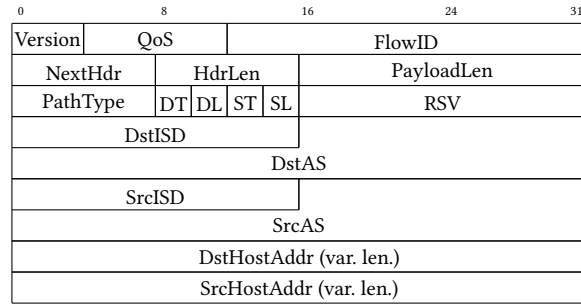 0 8 16 24 31
Version QoS FlowID
NextHdr HdrLen PayloadLen
PathType DT DL ST SL RSV
DstISD
DstAS
SrcISD
SrcAS
DstHostAddr (var. len.)
SrcHostAddr (var. len.)